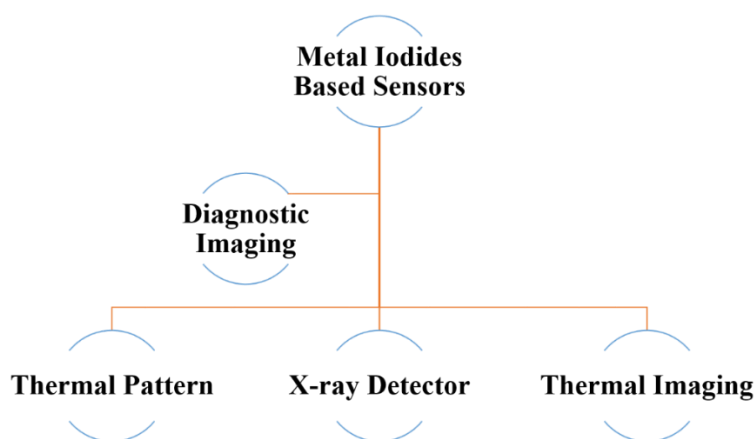 Metal Iodides
Based Sensors
Diagnostic
Imaging
Thermal Pattern
X-ray Detector
Thermal Imaging